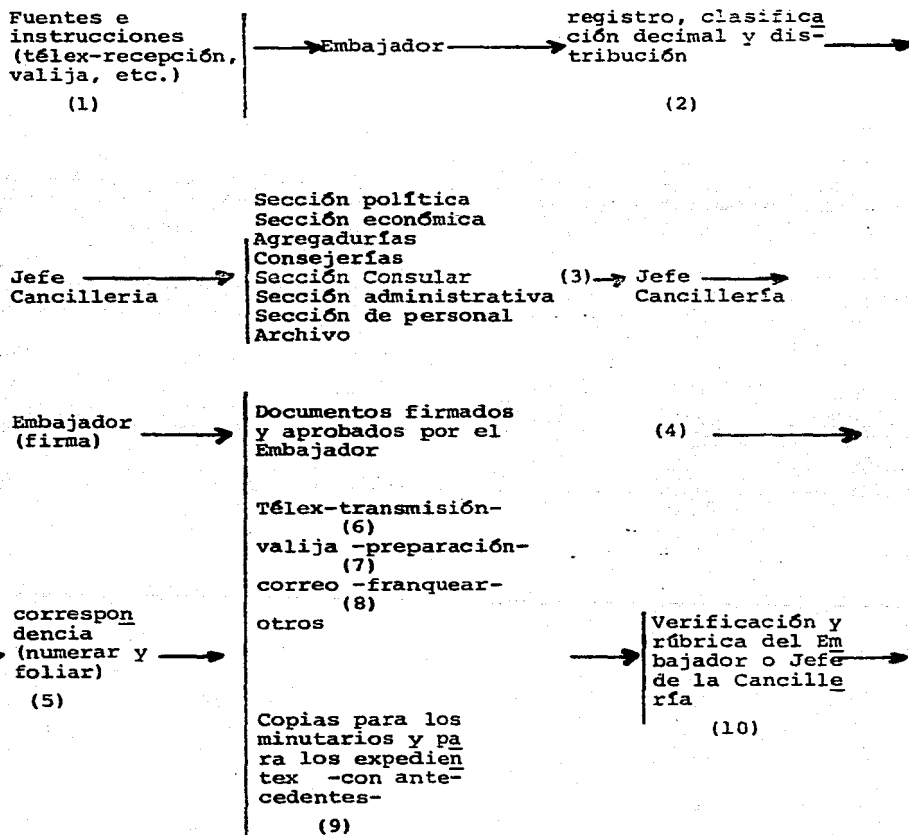 Fuentes e
instrucciones
(télex-recepción,
valija, etc.)
(1)
Embajador
registro, clasifica
ción decimal y dis-
tribución
(2)
Jefe
Cancilleria
Sección política
Sección económica
Agregadurías
Consejerías
Sección Consular
Sección administrativa
Sección de personal
Archivo
(3)
Jefe
Cancillería
Embajador
(firma)
Documentos firmados
y aprobados por el
Embajador
(4)
correspon
dencia
(numerar y
foliar)
(5)
Télex-transmisión-
(6)
valija -preparación-
(7)
correo -franquear-
(8)
otros
Copias para los
minutarios y pa
ra los expedien
tex -con ante-
cedentes-
(9)
Verificación y
rúbrica del Em
bajador o Jefe
de la Cancille
ría
(10)